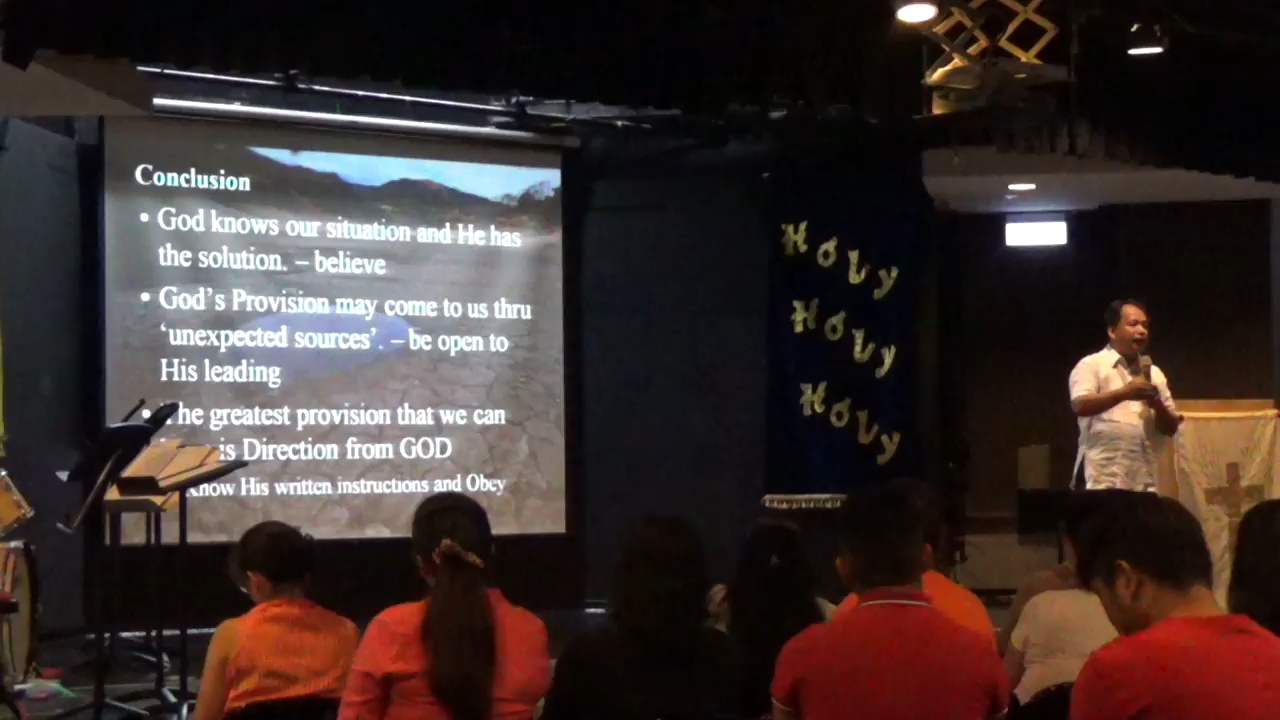 Conclusion
• God knows our situation and He has
the solution. – believe
• God's Provision may come to us thru
'unexpected sources'. – be open to
His leading
• The greatest provision that we can
is Direction from GOD
Know His written instructions and Obey
Holy
Holy
Holy